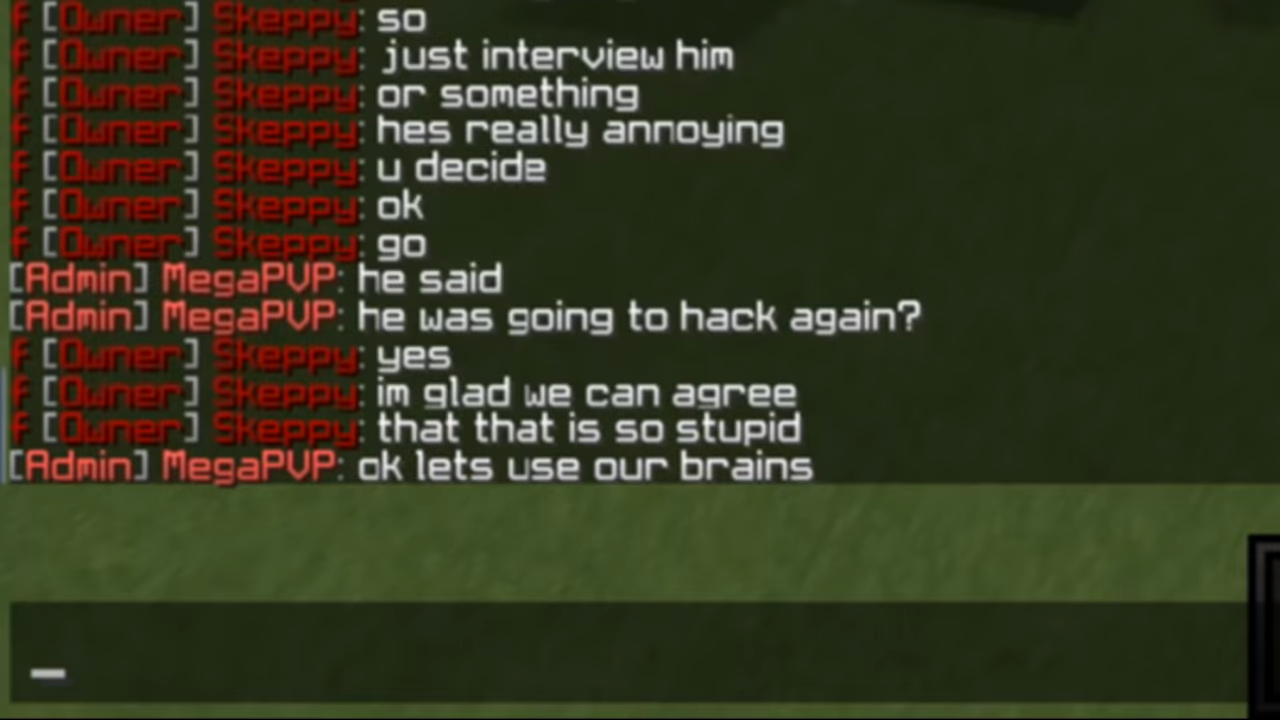 f [Owner] Skeppy: so
f [Owner] Skeppy: just interview him
f [Owner] Skeppy: or something
f [Owner] Skeppy: hes really annoying
f [Owner] Skeppy: u decide
f [Owner] Skeppy: ok
f [Owner] Skeppy: go
[Admin] MegaPVP: he said
[Admin] MegaPVP: he was going to hack again?
f [Owner] Skeppy: yes
f [Owner] Skeppy: im glad we can agree
f [Owner] Skeppy: that that is so stupid
[Admin] MegaPVP: ok lets use our brains
_